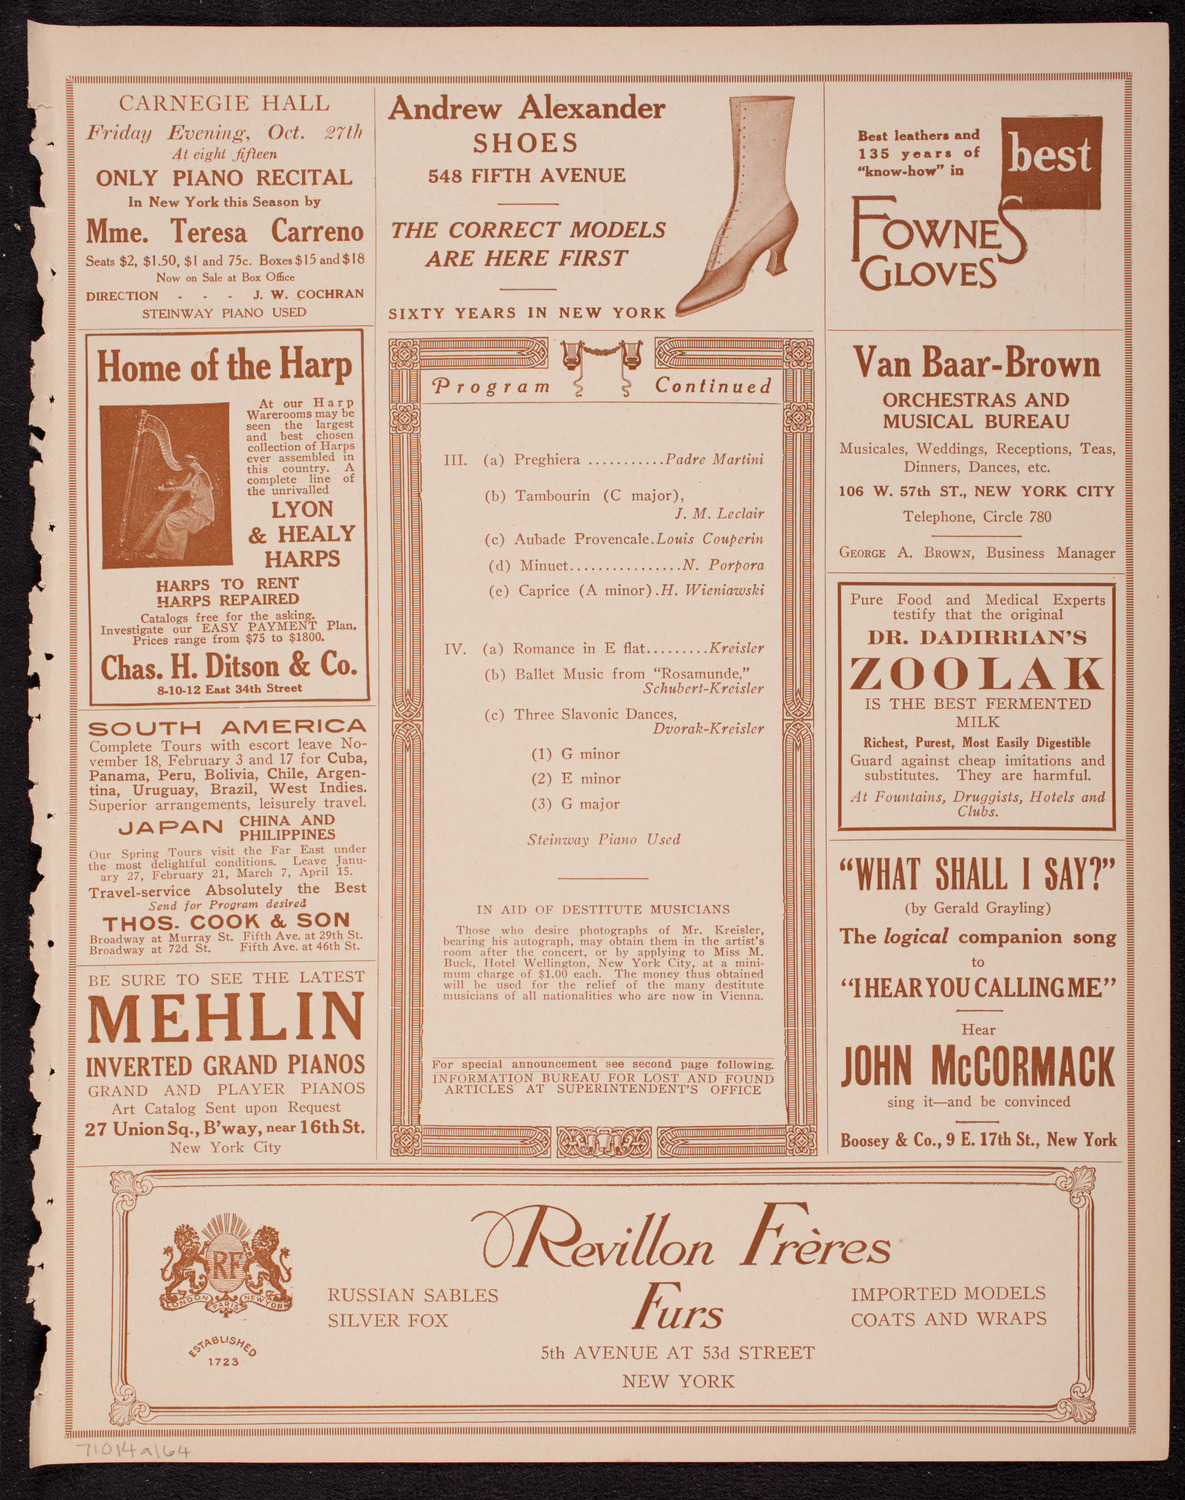 CARNEGIE HALL
Friday Evening, Oct. 27th
At eight fifteen
ONLY PIANO RECITAL
In New York this Season by
Mme. Teresa Carreno
Seats $2, $1.50, $1 and 75c. Boxes $15 and $18
Now on Sale at Box Office
DIRECTION - - - J. W. COCHRAN
STEINWAY PIANO USED
Home of the Harp
At our Harp
Warerooms may be
seen the largest
and best chosen
collection of Harps
ever assembled in
this country. A
complete line of
the unrivalled
LYON
& HEALY
HARPS
HARPS TO RENT
HARPS REPAIRED
Catalogs free for the asking.
Investigate our EASY PAYMENT Plan.
Prices range from $75 to $1800.
Chas. H. Ditson & Co.
8-10-12 East 34th Street
SOUTH AMERICA
Complete Tours with escort leave No-
vember 18, February 3 and 17 for Cuba,
Panama, Peru, Bolivia, Chile, Argen-
tina, Uruguay, Brazil, West Indies.
Superior arrangements, leisurely travel.
JAPAN CHINA AND
PHILIPPINES
Our Spring Tours visit the Far East under
the most delightful conditions. Leave Janu-
ary 27, February 21, March 7, April 15.
Travel-service Absolutely the Best
Send for Program desired
THOS. COOK & SON
Broadway at Murray St. Fifth Ave. at 29th St.
Broadway at 72d St. Fifth Ave. at 46th St.
BE SURE TO SEE THE LATEST
MEHLIN
INVERTED GRAND PIANOS
GRAND AND PLAYER PIANOS
Art Catalog Sent upon Request
27 Union Sq., B'way, near 16th St.
New York City
Andrew Alexander
SHOES
548 FIFTH AVENUE
THE CORRECT MODELS
ARE HERE FIRST
SIXTY YEARS IN NEW YORK
Program Continued
III. (a) Preghiera ...........Padre Martini
(b) Tambourin (C major),
J. M. Leclair
(c) Aubade Provencale.Louis Couperin
(d) Minuet................N. Porpora
(e) Caprice (A minor).H. Wieniawski
IV. (a) Romance in E flat.........Kreisler
(b) Ballet Music from "Rosamunde,"
Schubert-Kreisler
(c) Three Slavonic Dances,
Dvorak-Kreisler
(1) G minor
(2) E minor
(3) G major
Steinway Piano Used
IN AID OF DESTITUTE MUSICIANS
Those who desire photographs of Mr. Kreisler,
bearing his autograph, may obtain them in the artist's
room after the concert, or by applying to Miss M.
Buck, Hotel Wellington, New York City, at a mini-
mum charge of $1.00 each. The money thus obtained
will be used for the relief of the many destitute
musicians of all nationalities who are now in Vienna.
For special announcement see second page following.
INFORMATION BUREAU FOR LOST AND FOUND
ARTICLES AT SUPERINTENDENT'S OFFICE
Best leathers and
135 years of
"know-how" in
best
FOWNES
GLOVES
Van Baar-Brown
ORCHESTRAS AND
MUSICAL BUREAU
Musicales, Weddings, Receptions, Teas,
Dinners, Dances, etc.
106 W. 57th ST., NEW YORK CITY
Telephone, Circle 780
GEORGE A. BROWN, Business Manager
Pure Food and Medical Experts
testify that the original
DR. DADIRRIAN'S
ZOOLAK
IS THE BEST FERMENTED
MILK
Richest, Purest, Most Easily Digestible
Guard against cheap imitations and
substitutes. They are harmful.
At Fountains, Druggists, Hotels and
Clubs.
"WHAT SHALL I SAY?"
(by Gerald Grayling)
The logical companion song
to
"I HEAR YOU CALLING ME"
Hear
JOHN McCORMACK
sing it—and be convinced
Boosey & Co., 9 E. 17th St., New York
RF
LONDON PARIS NEW YORK
ESTABLISHED
1723
Revillon Frères
Furs
RUSSIAN SABLES
SILVER FOX
IMPORTED MODELS
COATS AND WRAPS
5th AVENUE AT 53d STREET
NEW YORK
71014a164